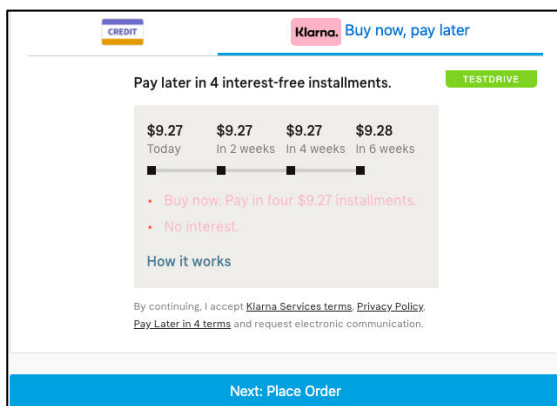 CREDIT
Klarna. Buy now, pay later
Pay later in 4 interest-free installments.
TESTDRIVE
$9.27 $9.27 $9.27 $9.28
Today In 2 weeks In 4 weeks In 6 weeks
• Buy now. Pay in four $9.27 installments.
• No interest.
How it works
By continuing, I accept Klarna Services terms, Privacy Policy,
Pay Later in 4 terms and request electronic communication.
Next: Place Order